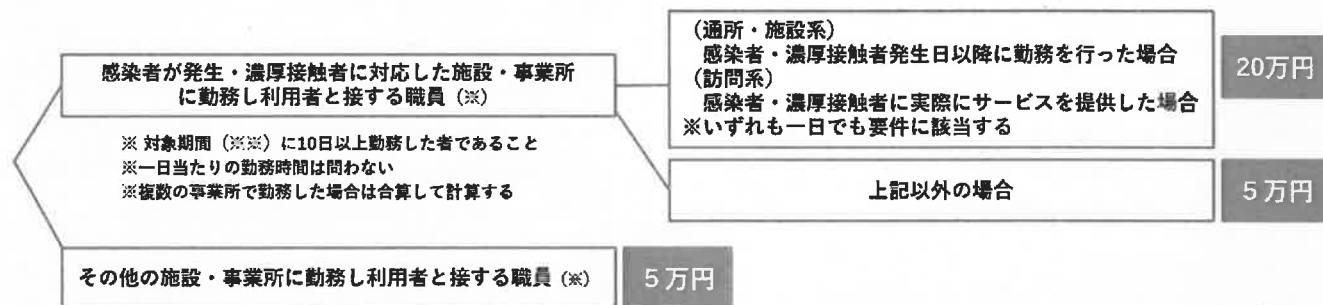 感染者が発生・濃厚接触者に対応した施設・事業所
に勤務し利用者と接する職員（※）
※ 対象期間（※※）に10日以上勤務した者であること
※一日当たりの勤務時間は問わない
※複数の事業所で勤務した場合は合算して計算する
（通所・施設系）
感染者・濃厚接触者発生日以降に勤務を行った場合
（訪問系）
感染者・濃厚接触者に実際にサービスを提供した場合
※いずれも一日でも要件に該当する
20万円
上記以外の場合
５万円
その他の施設・事業所に勤務し利用者と接する職員（※）
５万円